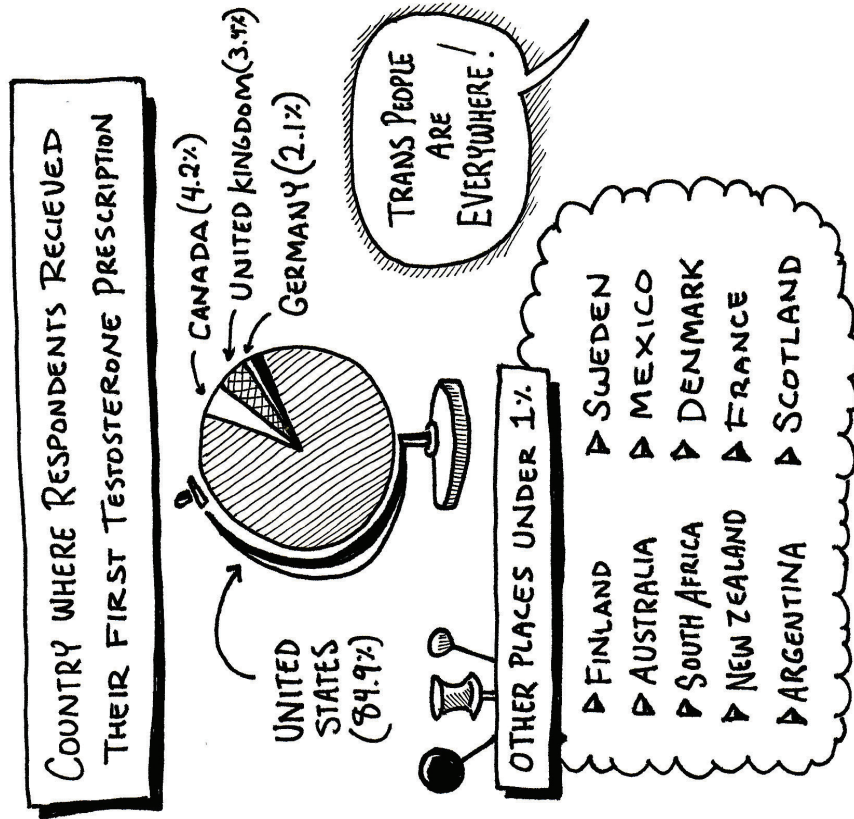 COUNTRY WHERE RESPONDENTS RECIEVED
THEIR FIRST TESTOSTERONE PRESCRIPTION
CANADA (4.2%)
UNITED KINGDOM (3.4%)
GERMANY (2.1%)
UNITED
STATES
(84.9%)
TRANS PEOPLE
ARE
EVERYWHERE!
OTHER PLACES UNDER 1%
FINLAND
AUSTRALIA
SOUTH AFRICA
NEW ZEALAND
ARGENTINA
SWEDEN
MEXICO
DENMARK
FRANCE
SCOTLAND